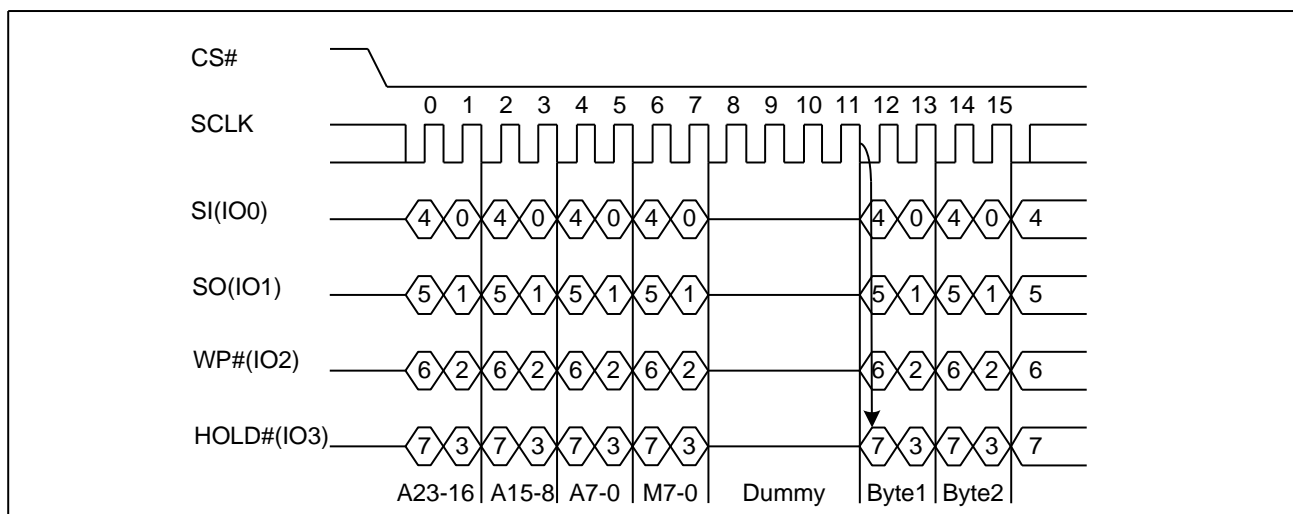 CS#
0 1 2 3 4 5 6 7 8 9 10 11 12 13 14 15
SCLK
SI(IO0) 4 0 4 0 4 0 4 0 4 0 4 0 4
SO(IO1) 5 1 5 1 5 1 5 1 5 1 5 1 5
WP#(IO2) 6 2 6 2 6 2 6 2 6 2 6 2 6
HOLD#(IO3) 7 3 7 3 7 3 7 3 7 3 7 3 7
A23-16 A15-8 A7-0 M7-0 Dummy Byte1 Byte2